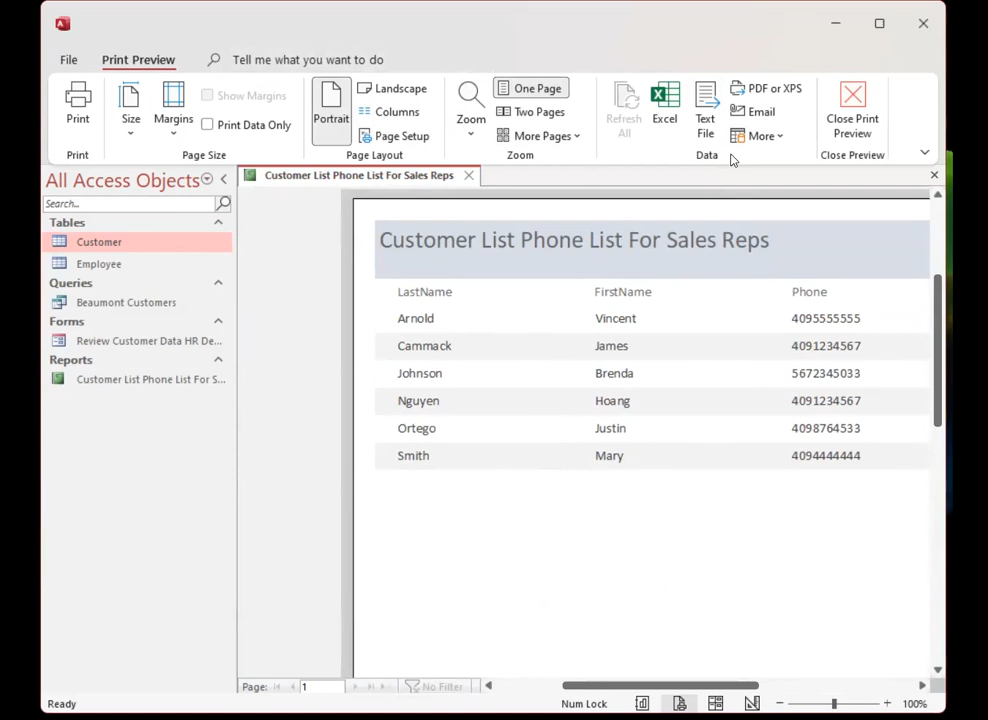 File Print Preview Tell me what you want to do
Print
Size
Margins
Show Margins
Print Data Only
Portrait
Landscape
Columns
Page Setup
Zoom
One Page
Two Pages
More Pages
Refresh All
Excel
Text File
PDF or XPS
Email
More
Close Print Preview
Print Page Size Page Layout Zoom Data Close Preview
All Access Objects
Search...
Tables
Customer
Employee
Queries
Beaumont Customers
Forms
Review Customer Data HR De...
Reports
Customer List Phone List For S...
Customer List Phone List For Sales Reps
Customer List Phone List For Sales Reps
LastName FirstName Phone
Arnold Vincent 4095555555
Cammack James 4091234567
Johnson Brenda 5672345033
Nguyen Hoang 4091234567
Ortego Justin 4098764533
Smith Mary 4094444444
Page: 1 No Filter
Ready Num Lock 100%